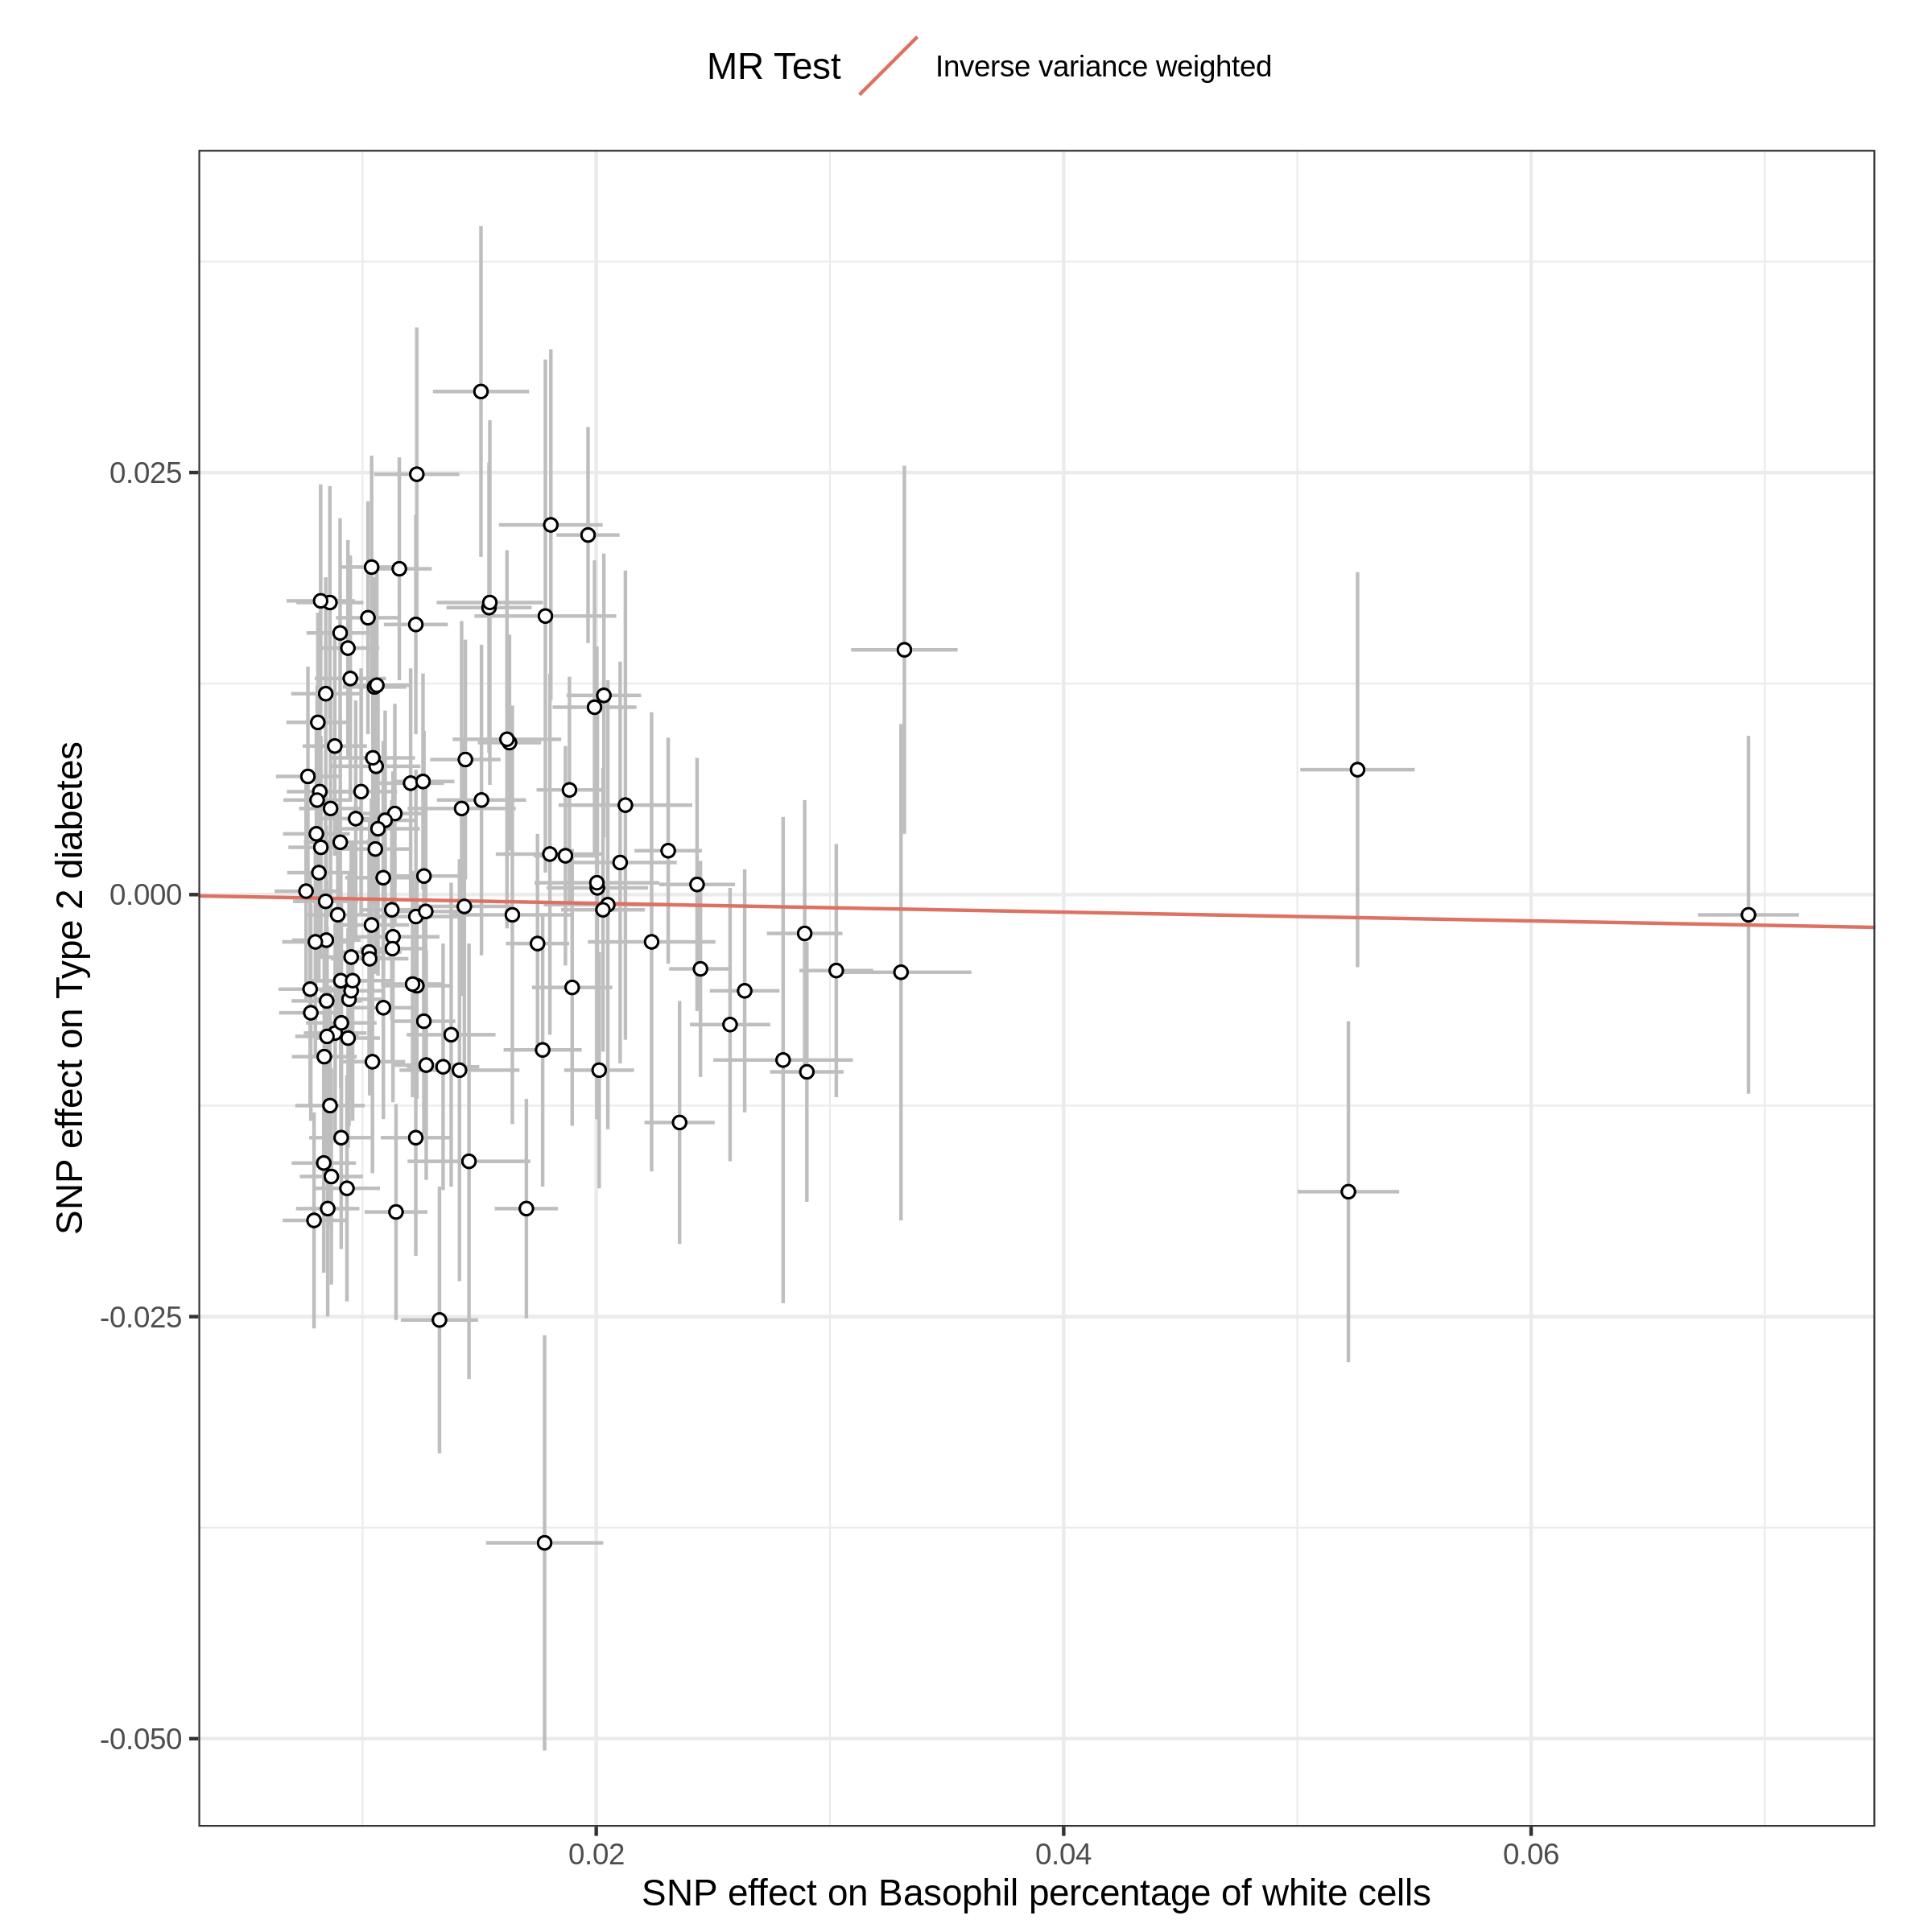 MR Test Inverse variance weighted
SNP effect on Type 2 diabetes
0.025
0.000
-0.025
-0.050
0.02 0.04 0.06
SNP effect on Basophil percentage of white cells